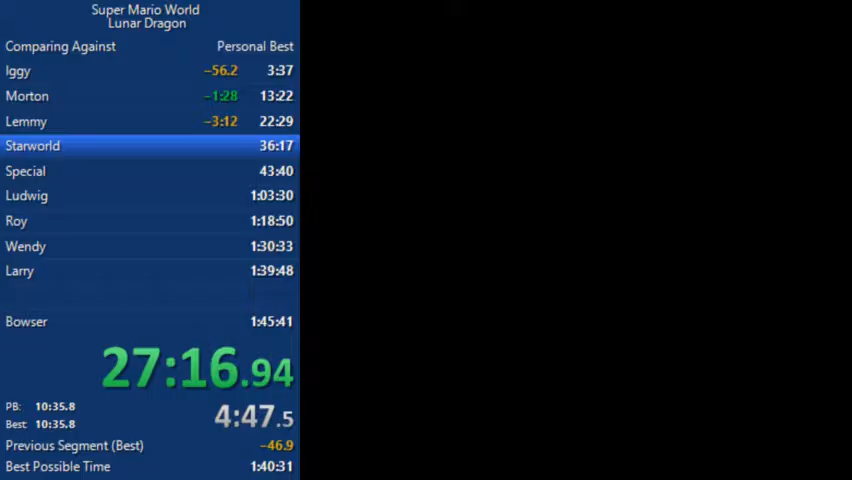 Super Mario World
Lunar Dragon
Comparing Against Personal Best
Iggy −56.2 3:37
Morton −1:28 13:22
Lemmy −3:12 22:29
Starworld 36:17
Special 43:40
Ludwig 1:03:30
Roy 1:18:50
Wendy 1:30:33
Larry 1:39:48
Bowser 1:45:41
27:16.94
PB: 10:35.8
4:47.5
Best: 10:35.8
Previous Segment (Best) −46.9
Best Possible Time 1:40:31